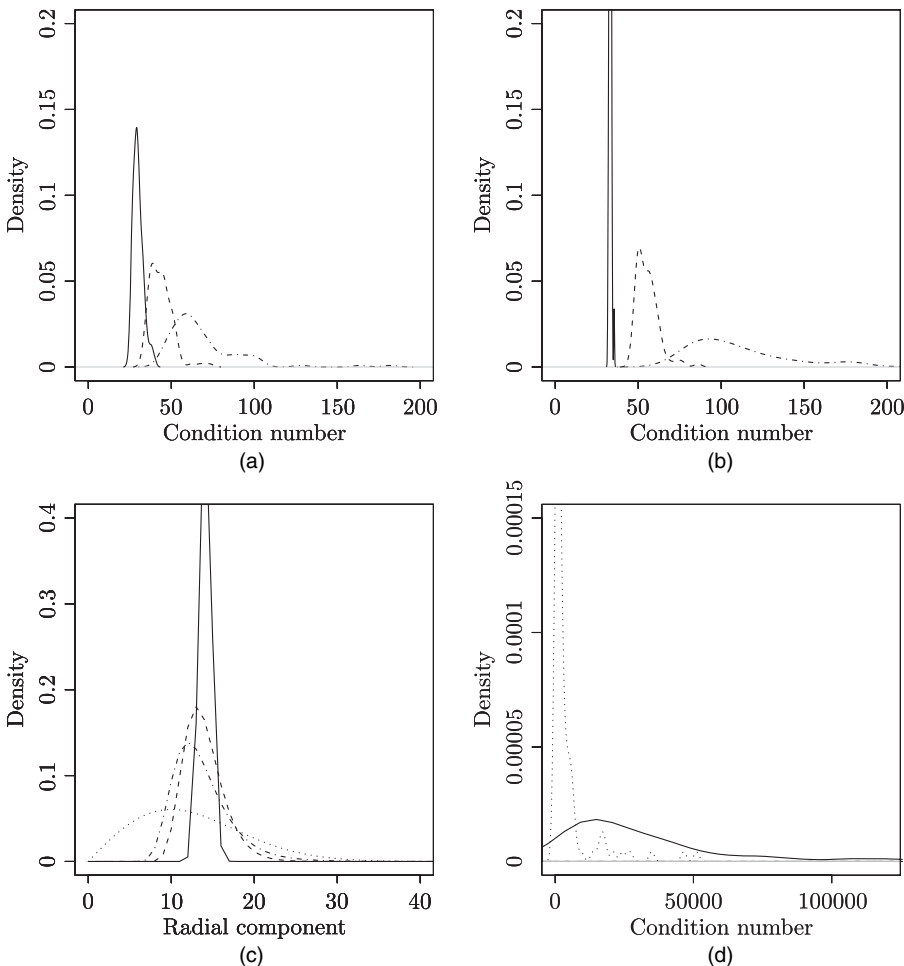 0.2
0.15
0.1
0.05
0
Density
0 50 100 150 200
Condition number
(a)
0.2
0.15
0.1
0.05
0
Density
0 50 100 150 200
Condition number
(b)
0.4
0.3
0.2
0.1
0
Density
0 10 20 30 40
Radial component
(c)
0.00015
0.0001
0.00005
0
Density
0 50000 100000
Condition number
(d)